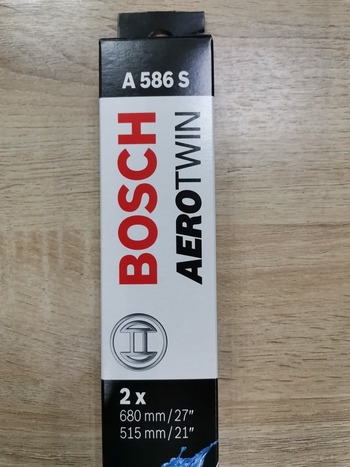 A 586 S
BOSCH
AEROTWIN
2 x
680 mm / 27"
515 mm / 21"